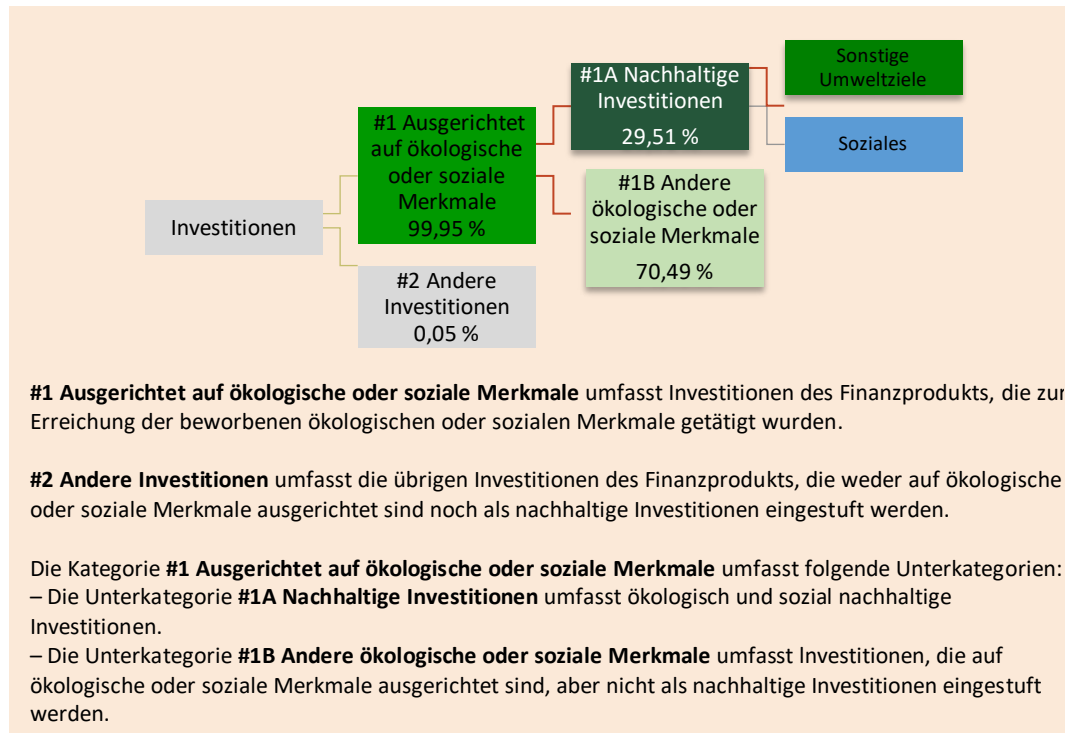 Investitionen
#1 Ausgerichtet
auf ökologische
oder soziale
Merkmale
99,95 %
#2 Andere
Investitionen
0,05 %
#1A Nachhaltige
Investitionen
29,51 %
#1B Andere
ökologische oder
soziale Merkmale
70,49 %
Sonstige
Umweltziele
Soziales
#1 Ausgerichtet auf ökologische oder soziale Merkmale umfasst Investitionen des Finanzprodukts, die zur
Erreichung der beworbenen ökologischen oder sozialen Merkmale getätigt wurden.
#2 Andere Investitionen umfasst die übrigen Investitionen des Finanzprodukts, die weder auf ökologische
oder soziale Merkmale ausgerichtet sind noch als nachhaltige Investitionen eingestuft werden.
Die Kategorie #1 Ausgerichtet auf ökologische oder soziale Merkmale umfasst folgende Unterkategorien:
– Die Unterkategorie #1A Nachhaltige Investitionen umfasst ökologisch und sozial nachhaltige
Investitionen.
– Die Unterkategorie #1B Andere ökologische oder soziale Merkmale umfasst Investitionen, die auf
ökologische oder soziale Merkmale ausgerichtet sind, aber nicht als nachhaltige Investitionen eingestuft
werden.